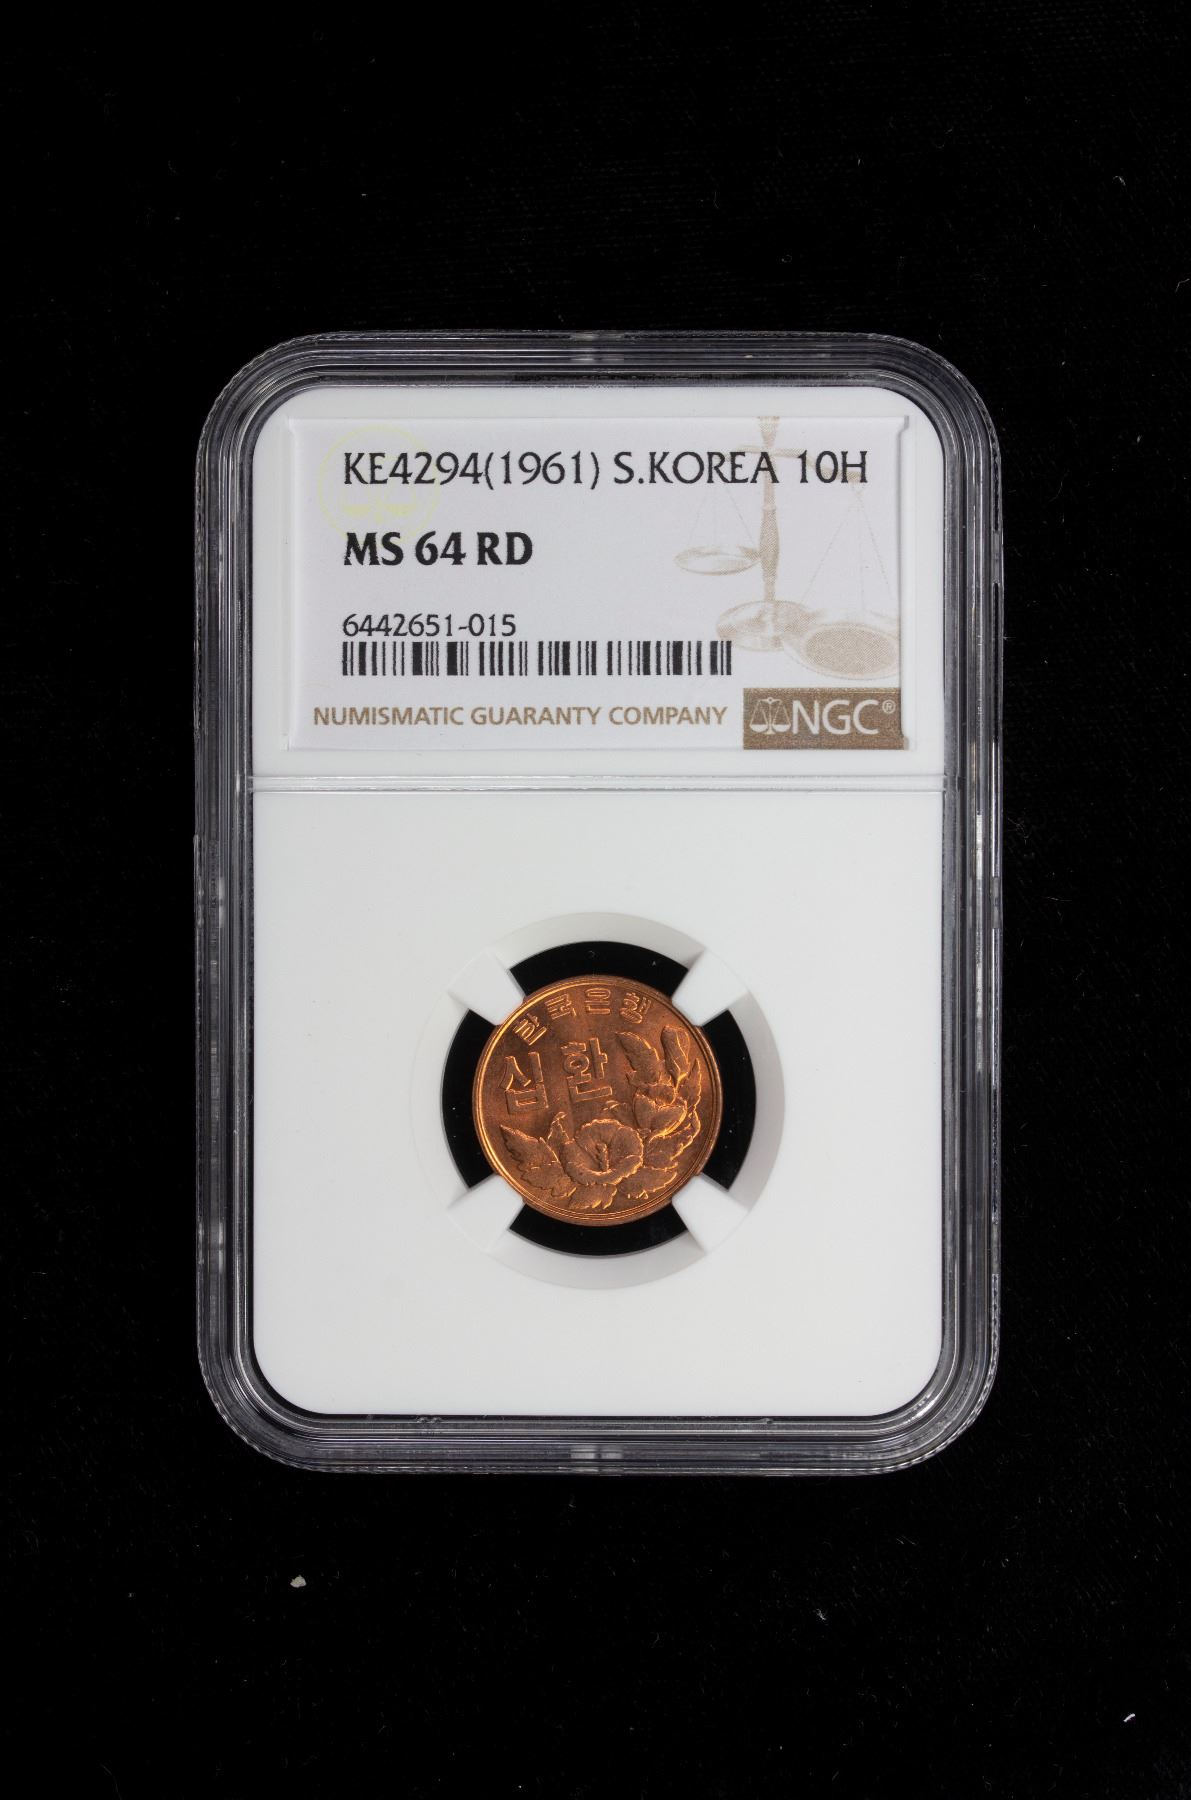 KE4294(1961) S.KOREA 10H
MS 64 RD
6442651-015
NUMISMATIC GUARANTY COMPANY
NGC®
한국은행
십환